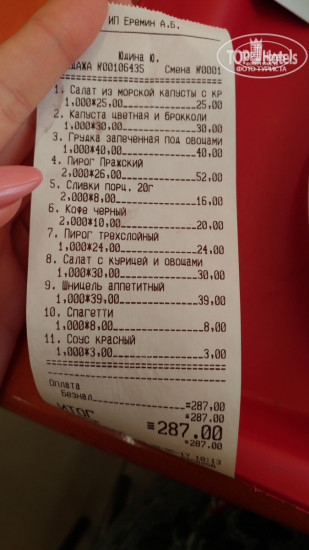 TOPHotels
ФОТО ТУРИСТА
ИП Еремин А.Б.
Юдина Ю.
ДАЖА №00106435 Смена №0001
1. Салат из морской капусты с кр
1,000*25,00 25,00
2. Капуста цветная и брокколи
1,000*30,00 30,00
3. Грудка запеченная под овощами
1,000*40,00 40,00
4. Пирог Пражский
2,000*26,00 52,00
5. Сливки порц. 20г
2,000*8,00 16,00
6. Кофе черный
2,000*10,00 20,00
7. Пирог трехслойный
1,000*24,00 24,00
8. Салат с курицей и овощами
1,000*30,00 30,00
9. Шницель аппетитный
1,000*39,00 39,00
10. Спагетти
1,000*8,00 8,00
11. Соус красный
1,000*3,00 3,00
Оплата
Безнал =287,00
*287,00
ИТОГ ≡287.00
*287.00